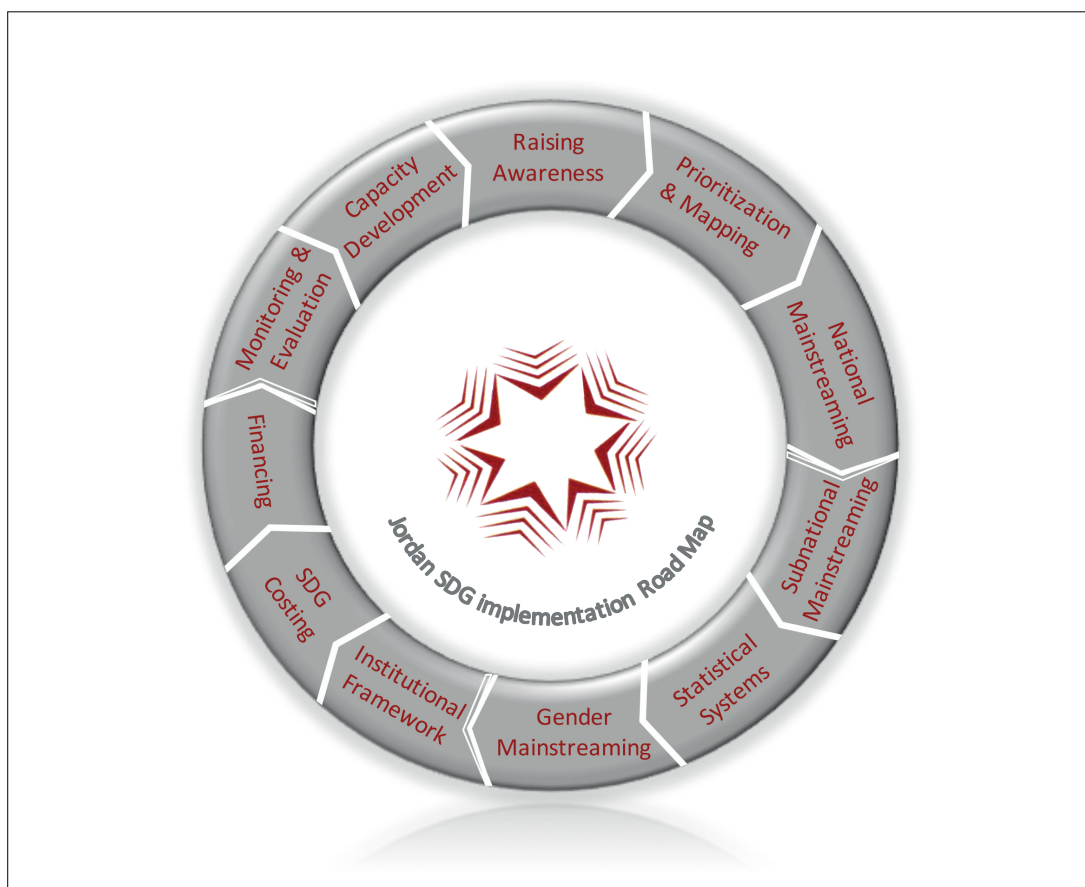 Raising
Awareness
Prioritization
& Mapping
National
Mainstreaming
Subnational
Mainstreaming
Statistical
Systems
Gender
Mainstreaming
Institutional
Framework
SDG
Costing
Financing
Monitoring &
Evaluation
Capacity
Development
Jordan SDG implementation Road Map